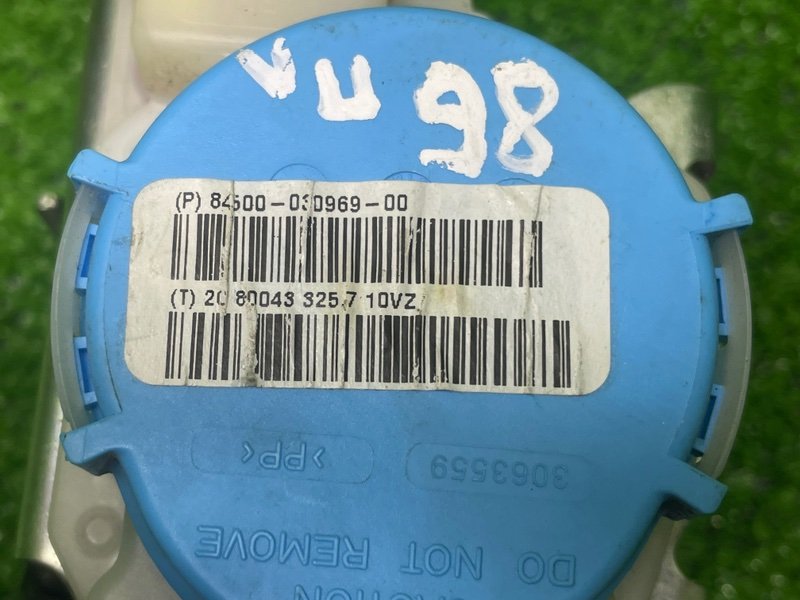 VU 98
(P) 84500-030969-00
(T) 20 80043 325 7 10VZ
>PP<
3063559
DO NOT REMOVE